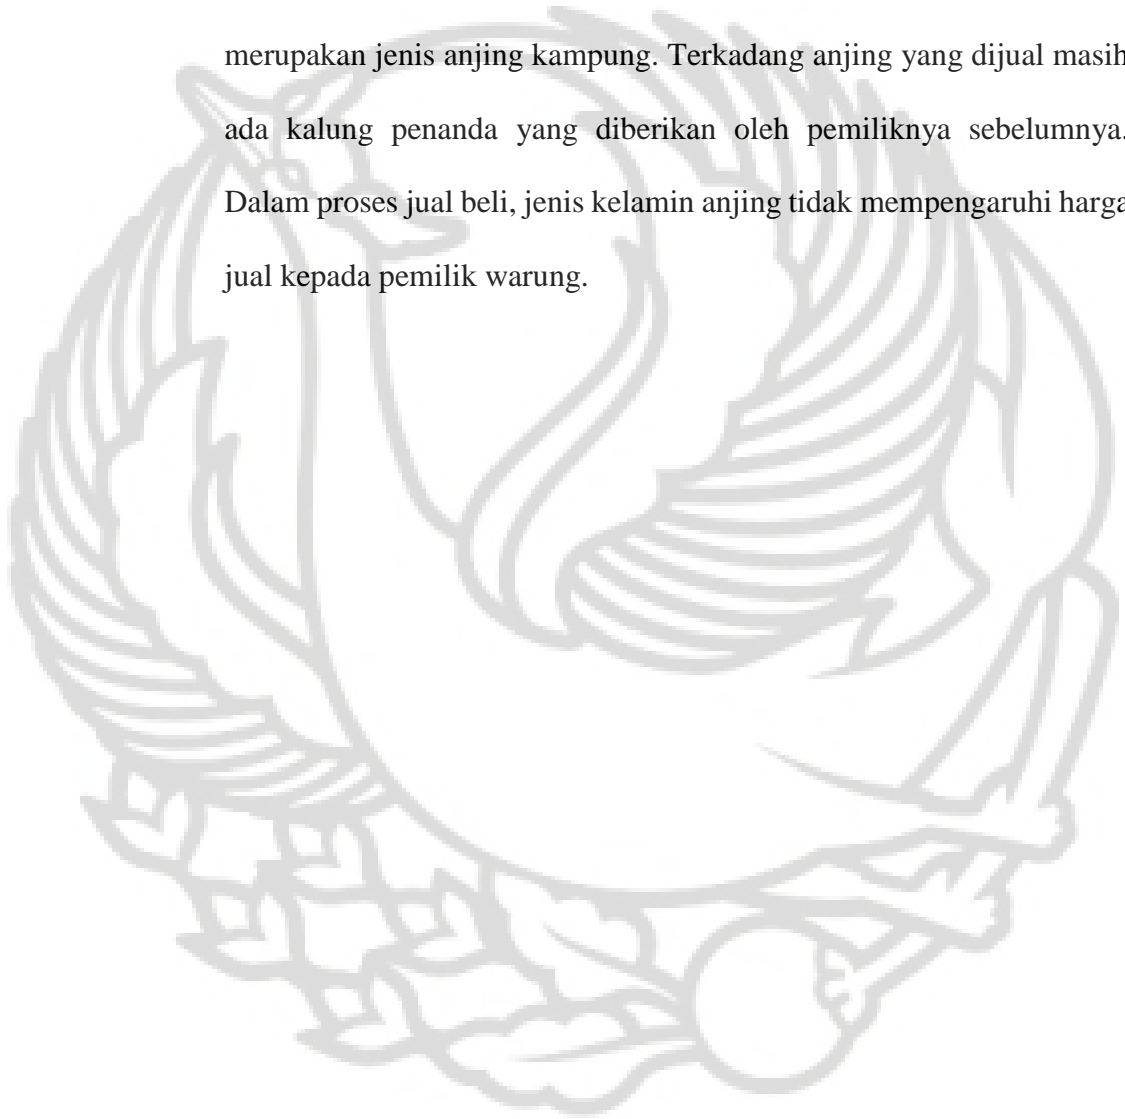 merupakan jenis anjing kampung. Terkadang anjing yang dijual masih
ada kalung penanda yang diberikan oleh pemiliknya sebelumnya.
Dalam proses jual beli, jenis kelamin anjing tidak mempengaruhi harga
jual kepada pemilik warung.